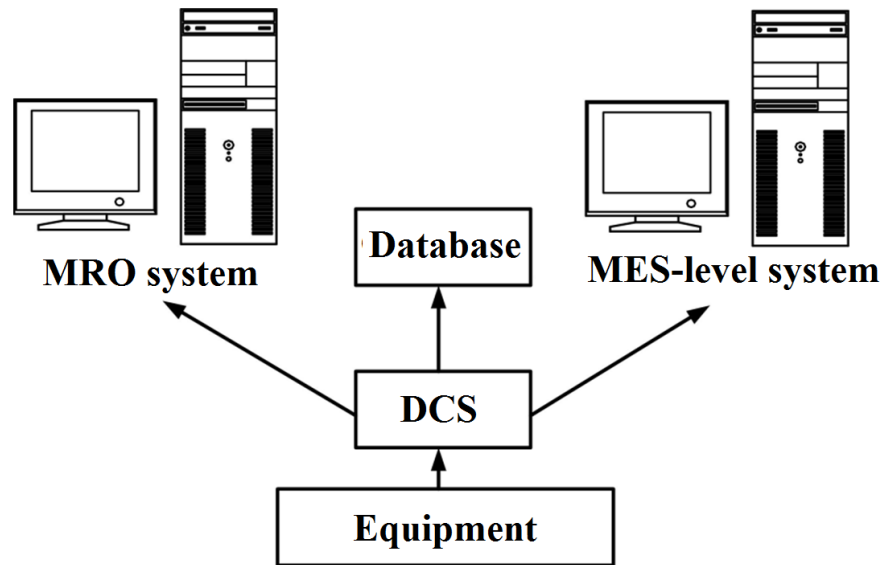 MRO system
Database
MES-level system
DCS
Equipment